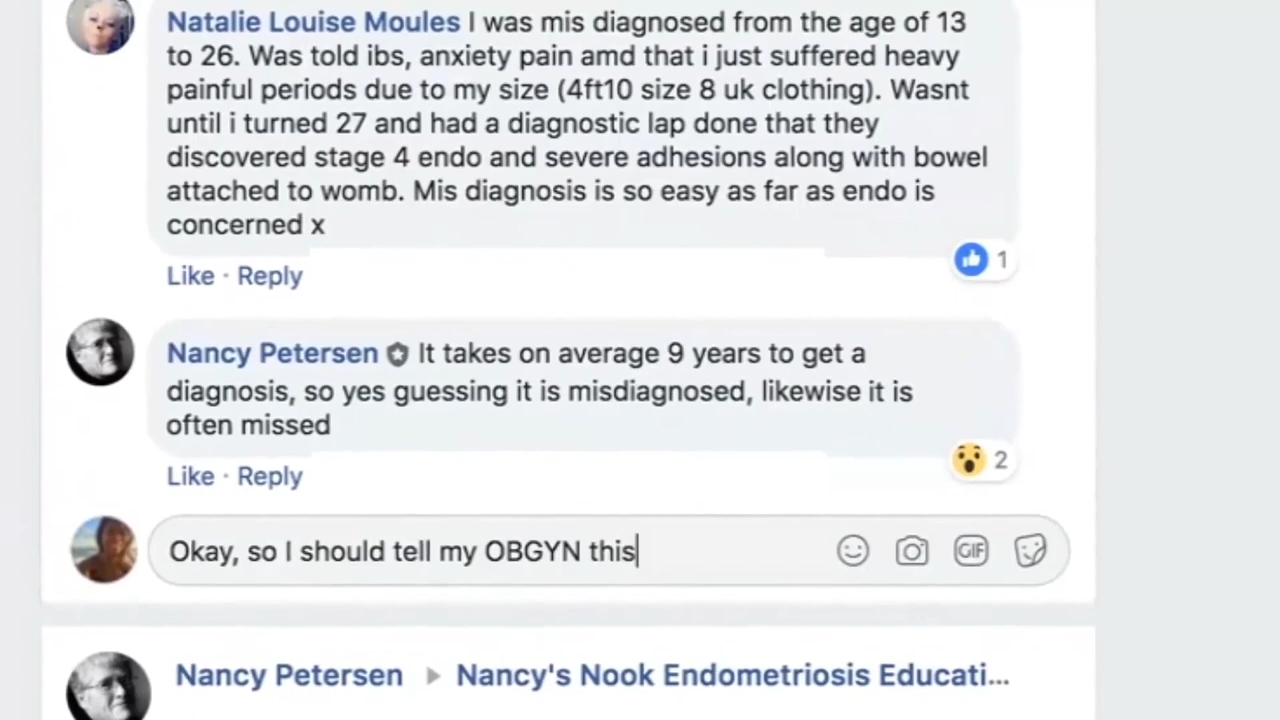 Natalie Louise Moules I was mis diagnosed from the age of 13
to 26. Was told ibs, anxiety pain amd that i just suffered heavy
painful periods due to my size (4ft10 size 8 uk clothing). Wasnt
until i turned 27 and had a diagnostic lap done that they
discovered stage 4 endo and severe adhesions along with bowel
attached to womb. Mis diagnosis is so easy as far as endo is
concerned x
1
Like · Reply
Nancy Petersen It takes on average 9 years to get a
diagnosis, so yes guessing it is misdiagnosed, likewise it is
often missed
2
Like · Reply
Okay, so I should tell my OBGYN this GIF
Nancy Petersen ▸ Nancy's Nook Endometriosis Educati...